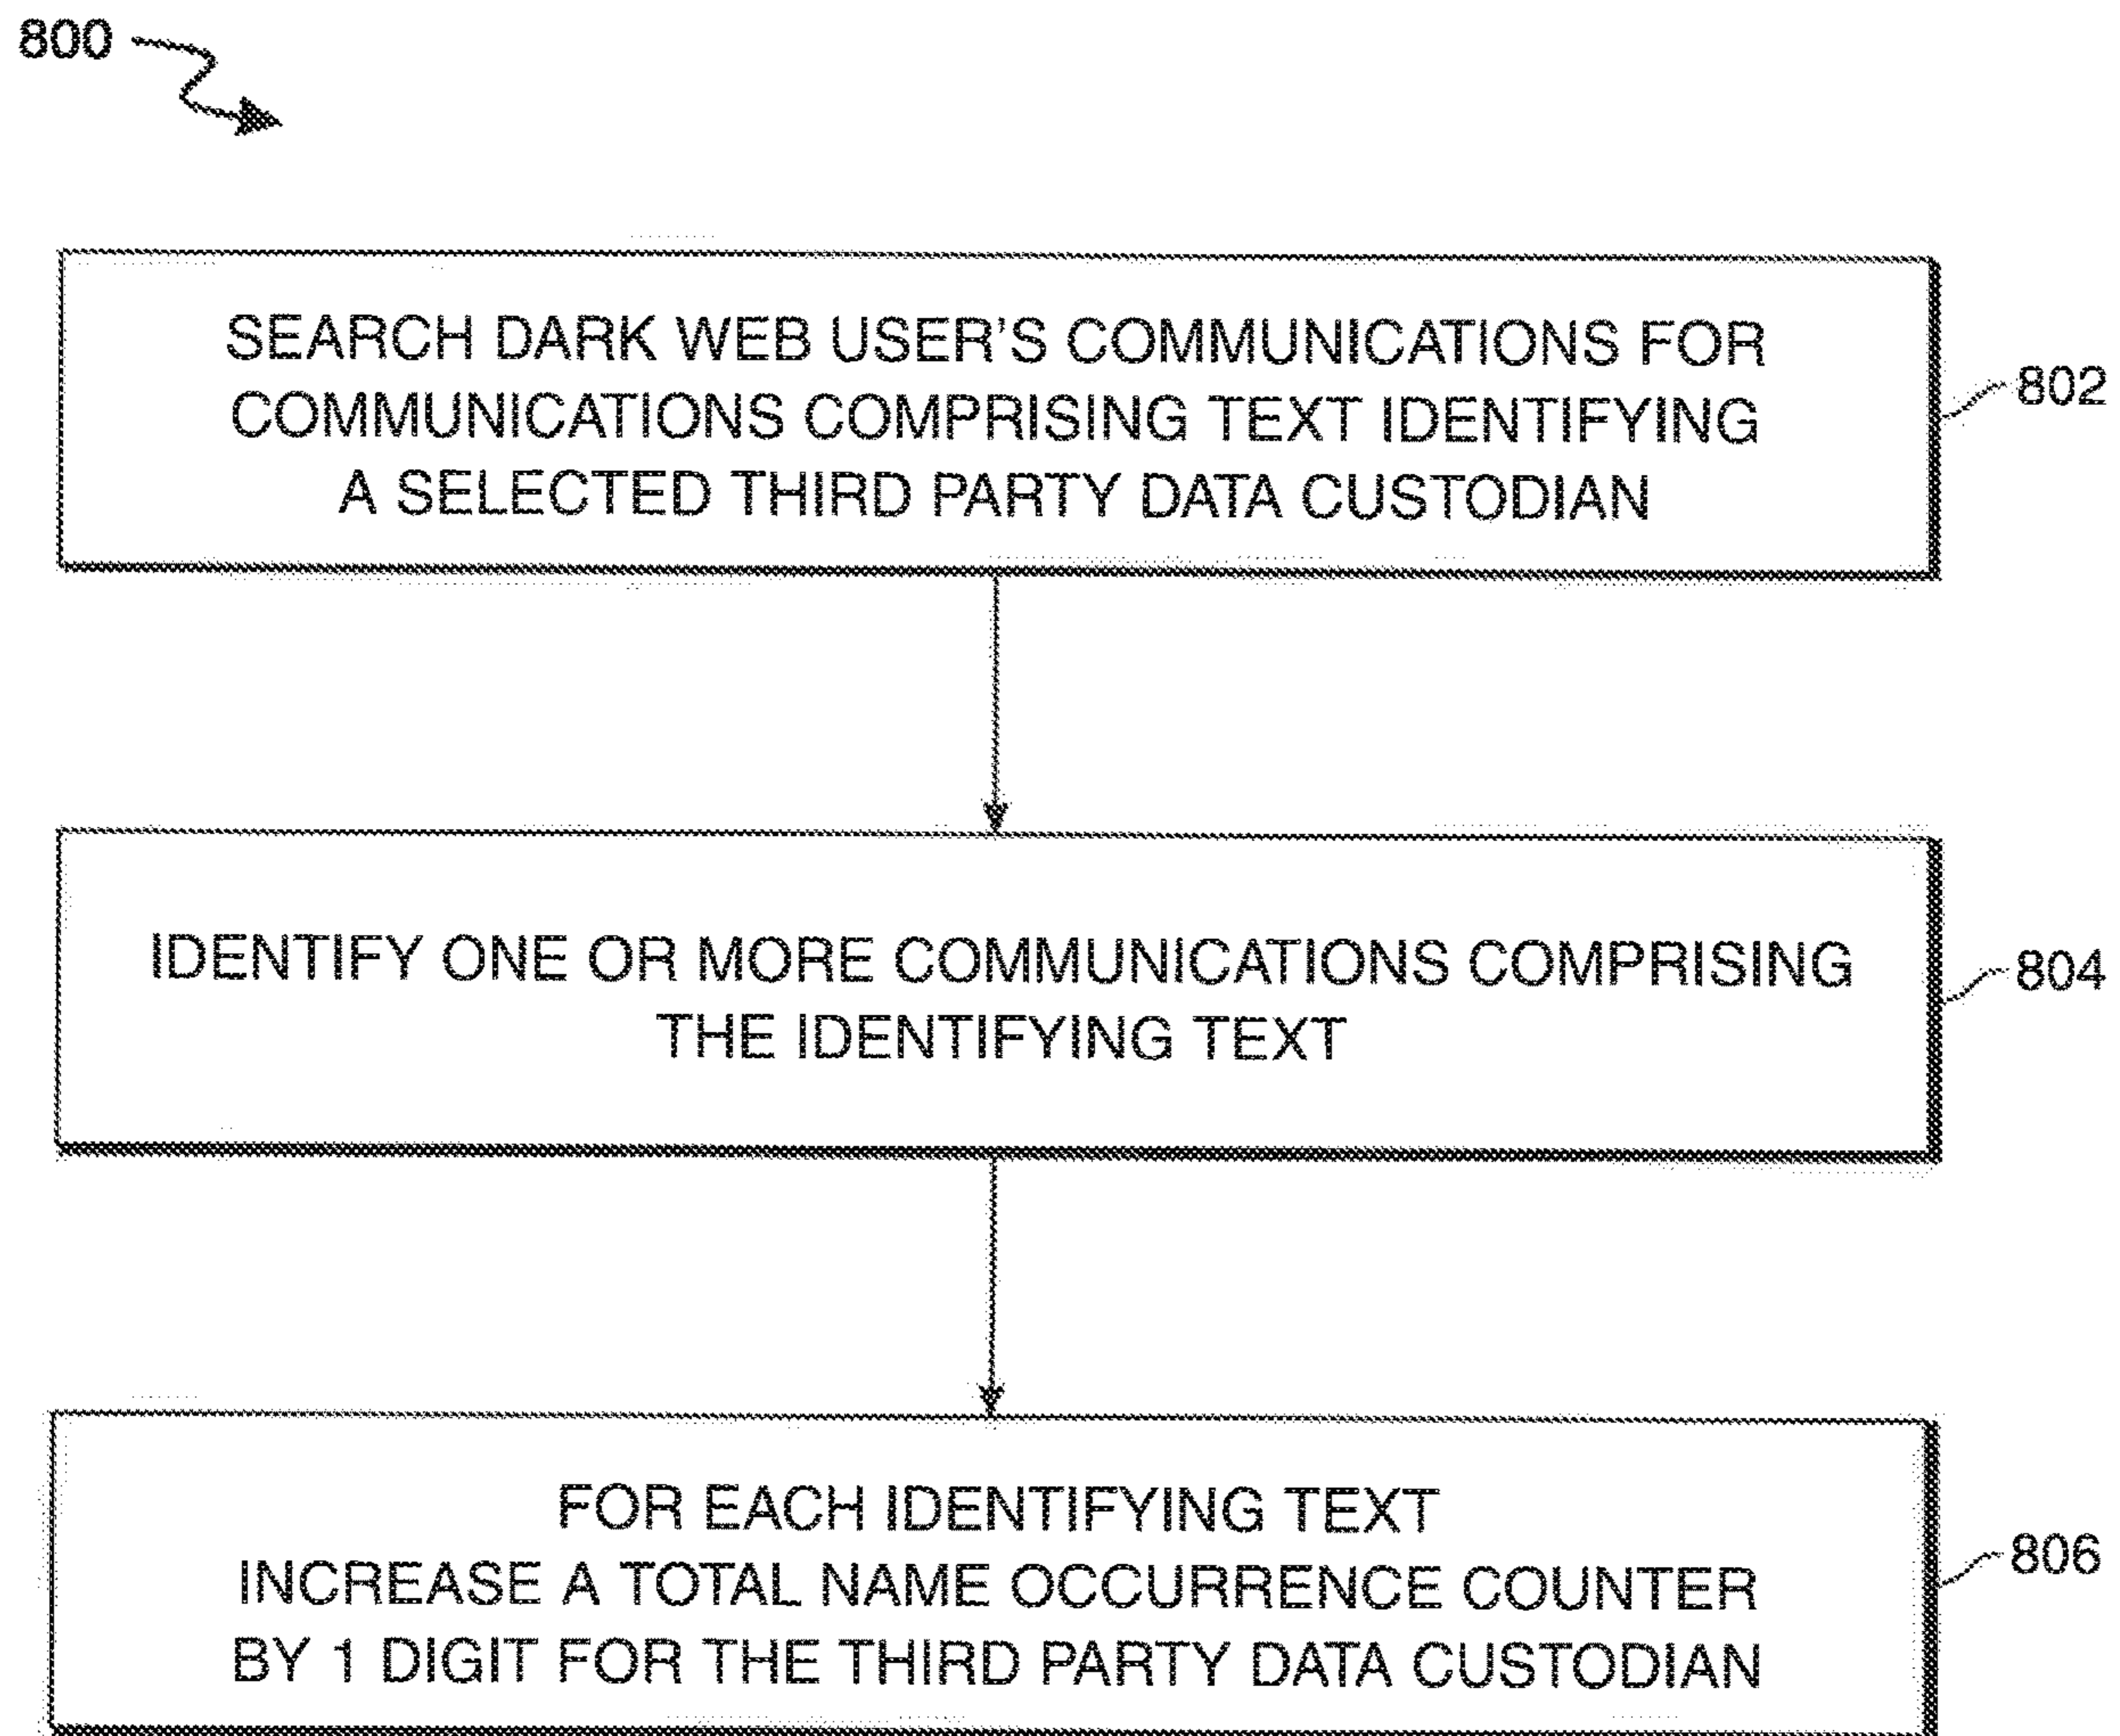 800
SEARCH DARK WEB USER'S COMMUNICATIONS FOR
COMMUNICATIONS COMPRISING TEXT IDENTIFYING
A SELECTED THIRD PARTY DATA CUSTODIAN
802
IDENTIFY ONE OR MORE COMMUNICATIONS COMPRISING
THE IDENTIFYING TEXT
804
FOR EACH IDENTIFYING TEXT
INCREASE A TOTAL NAME OCCURRENCE COUNTER
BY 1 DIGIT FOR THE THIRD PARTY DATA CUSTODIAN
806